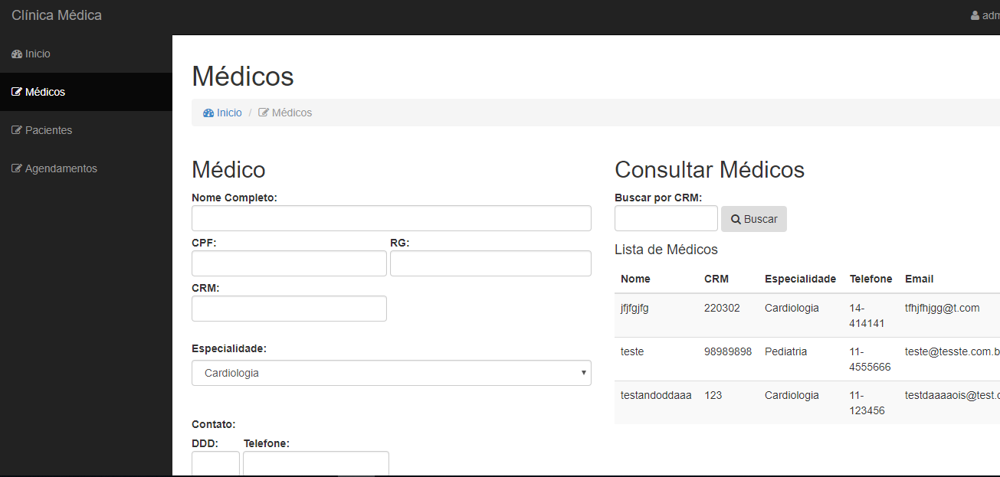 Clínica Médica
adm
Inicio
Médicos
Pacientes
Agendamentos
Médicos
Inicio / Médicos
Médico
Nome Completo:
CPF: RG:
CRM:
Especialidade:
Cardiologia
Contato:
DDD: Telefone:
Consultar Médicos
Buscar por CRM:
Buscar
Lista de Médicos
Nome CRM Especialidade Telefone Email
jfjfgjfg 220302 Cardiologia 14- tfhjfhjgg@t.com
414141
teste 98989898 Pediatria 11- teste@tesste.com.b
4555666
testandoddaaa 123 Cardiologia 11- testdaaaaois@test.c
123456